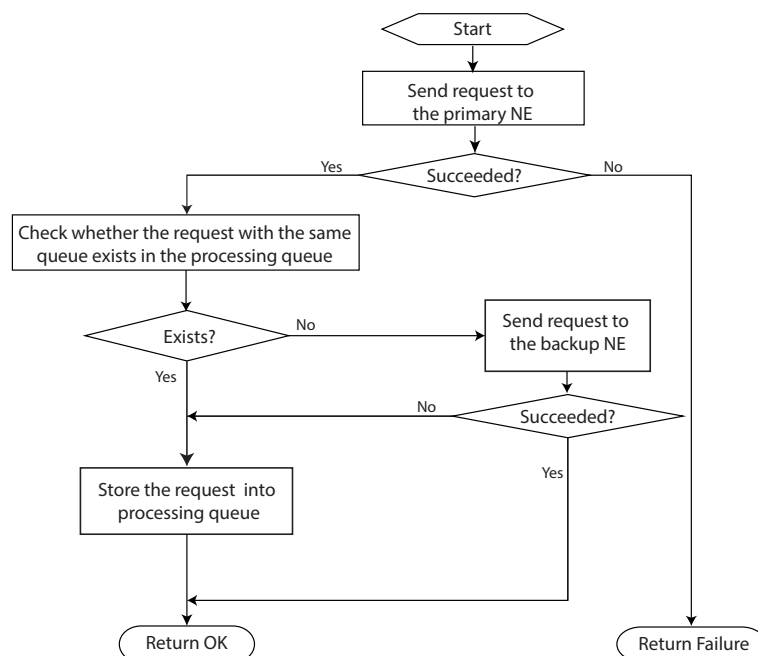 Start
Send request to
the primary NE
Yes
Succeeded?
No
Check whether the request with the same
queue exists in the processing queue
Exists?
No
Send request to
the backup NE
Yes
No
Succeeded?
Yes
Store the request into
processing queue
Return OK
Return Failure